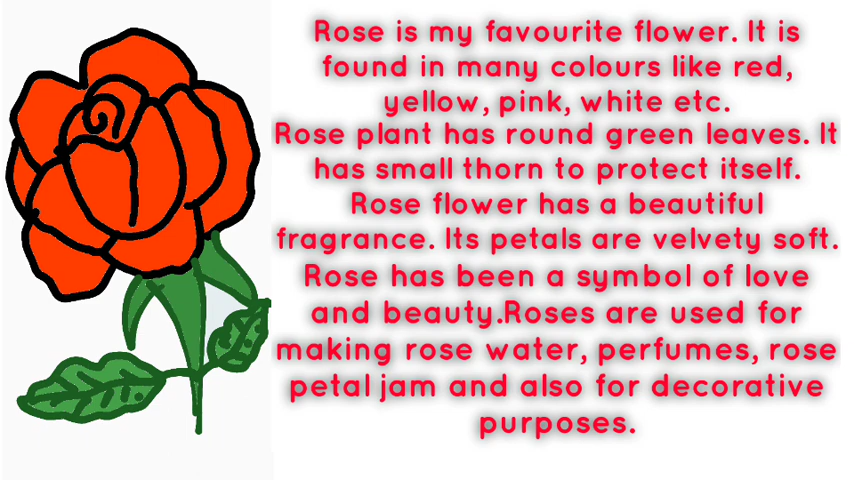 Rose is my favourite flower. It is
found in many colours like red,
yellow, pink, white etc.
Rose plant has round green leaves. It
has small thorn to protect itself.
Rose flower has a beautiful
fragrance. Its petals are velvety soft.
Rose has been a symbol of love
and beauty.Roses are used for
making rose water, perfumes, rose
petal jam and also for decorative
purposes.